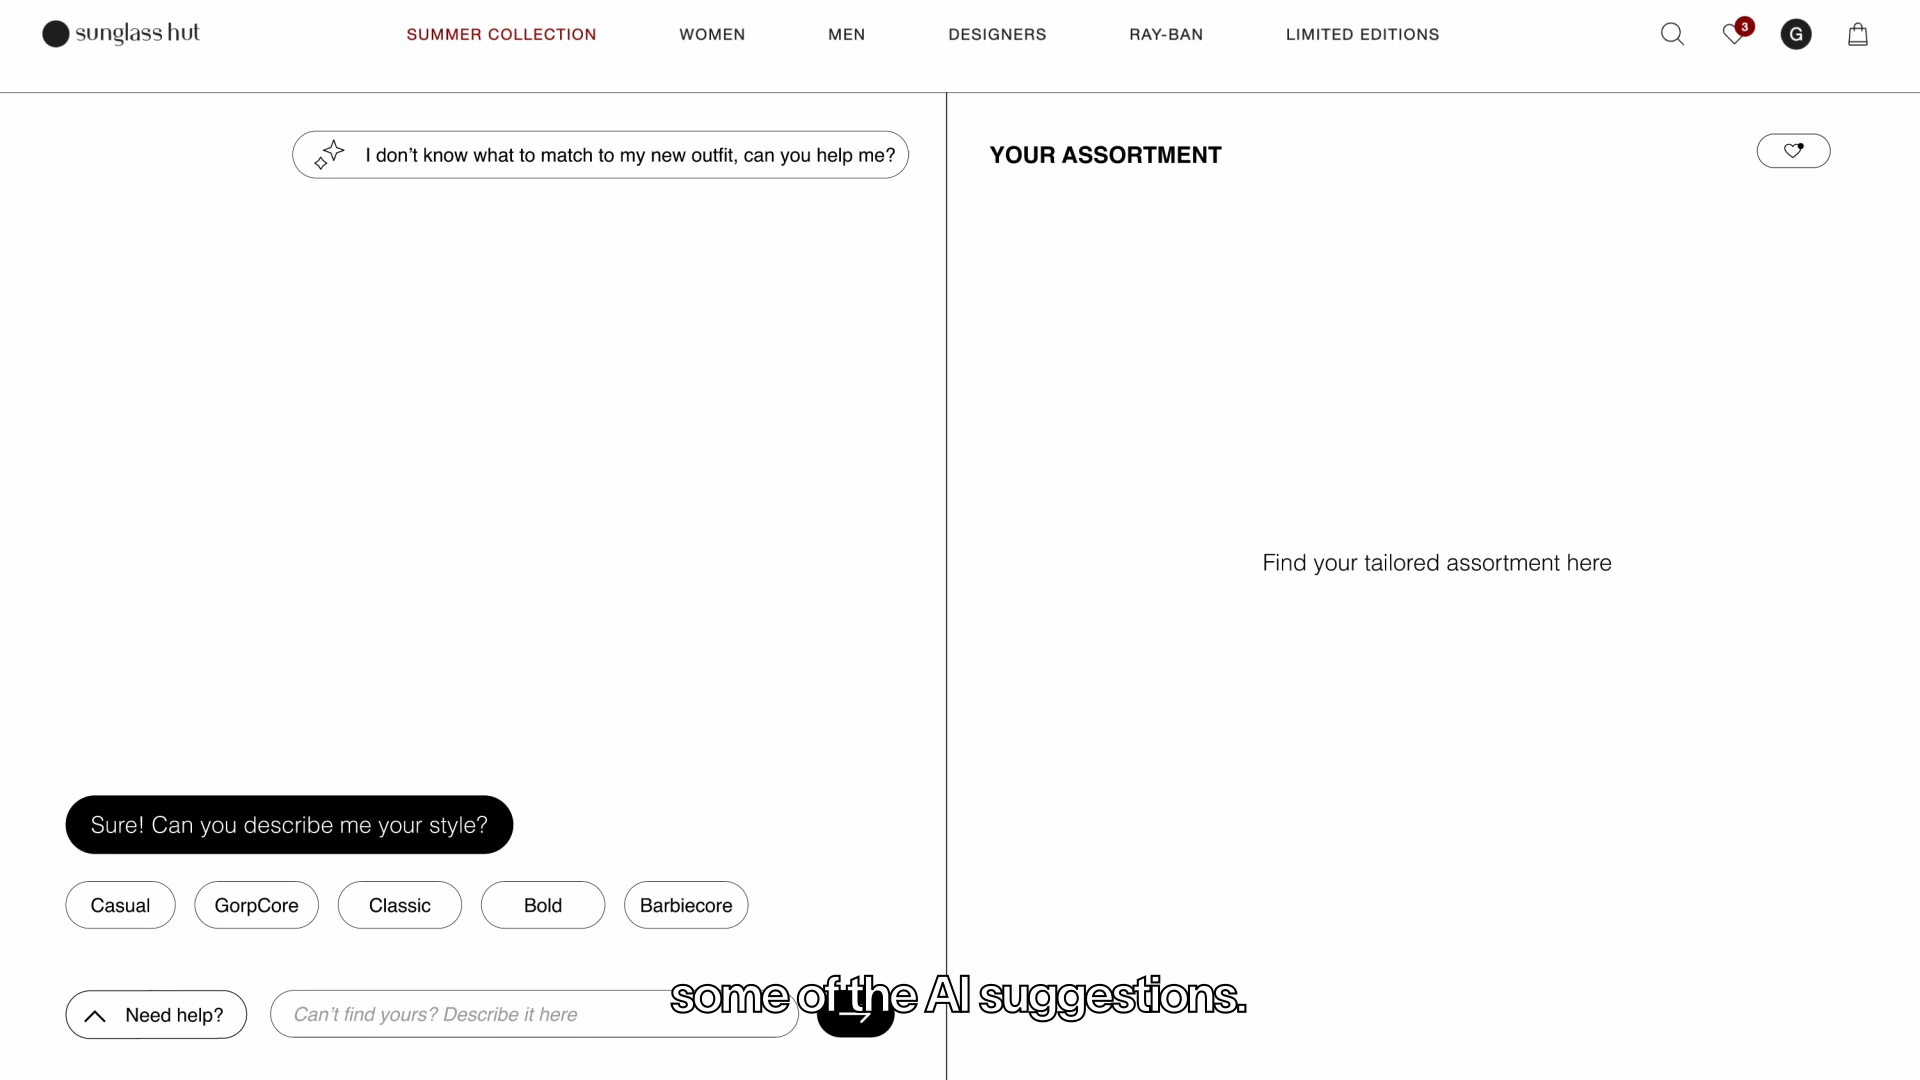 sunglass hut
SUMMER COLLECTION
WOMEN
MEN
DESIGNERS
RAY-BAN
LIMITED EDITIONS
3
G
I don’t know what to match to my new outfit, can you help me?
YOUR ASSORTMENT
Find your tailored assortment here
Sure! Can you describe me your style?
Casual
GorpCore
Classic
Bold
Barbiecore
Need help?
Can’t find yours? Describe it here
some of the AI suggestions.